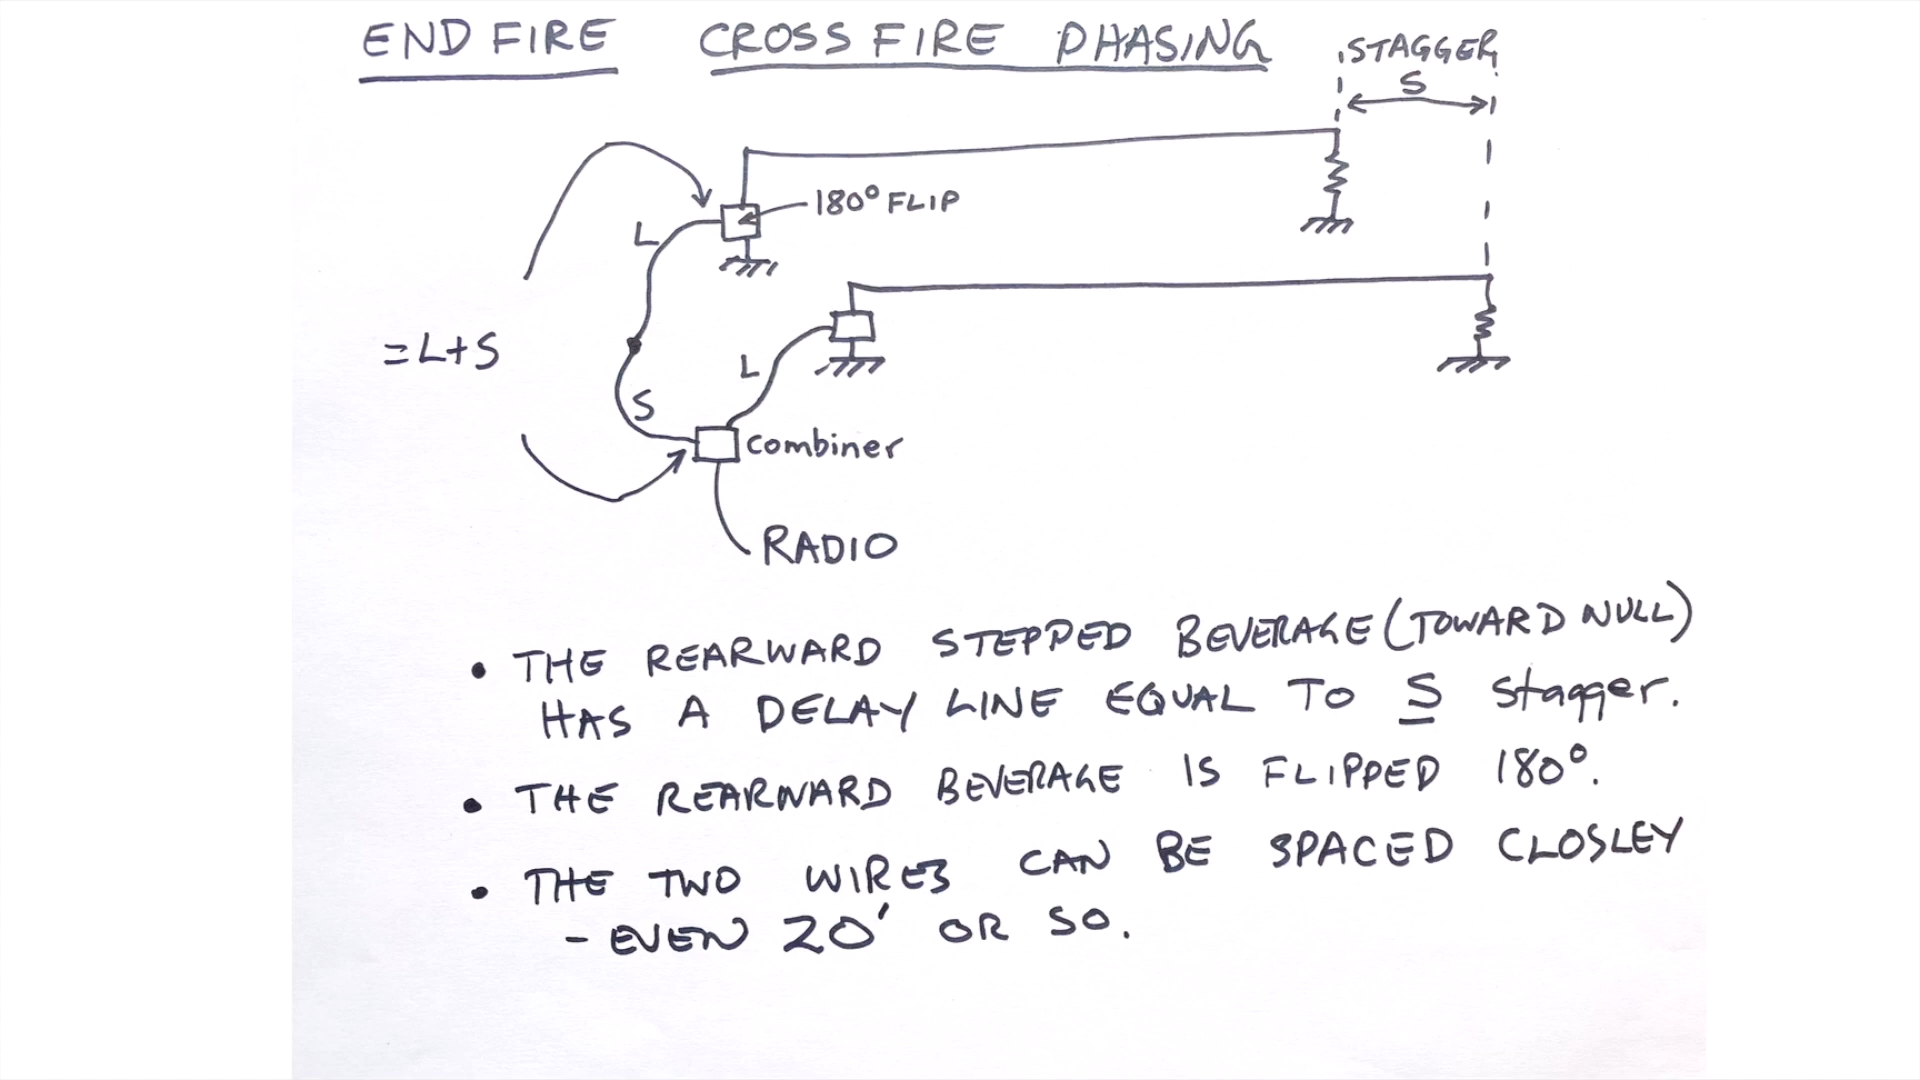 END FIRE CROSS FIRE PHASING
STAGGER
S
180° FLIP
L
= L+S
L
S
combiner
RADIO
• THE REARWARD STEPPED BEVERAGE (TOWARD NULL)
HAS A DELAY LINE EQUAL TO S stagger.
• THE REARWARD BEVERAGE IS FLIPPED 180°.
• THE TWO WIRES CAN BE SPACED CLOSLEY
- EVEN 20' OR SO.